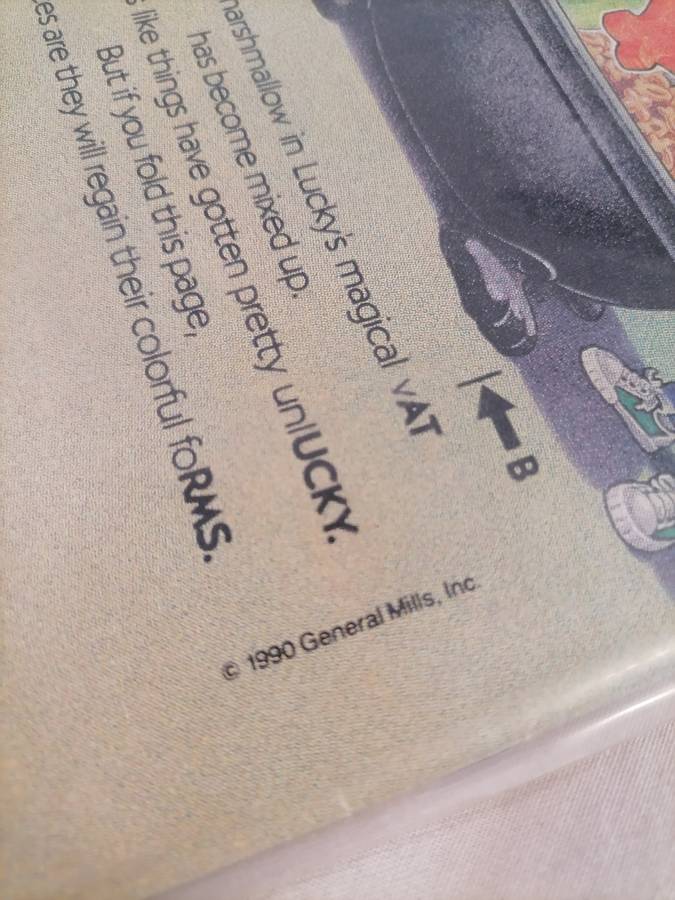 marshmallow in Lucky's magical vAT
has become mixed up.
like things have gotten pretty unlUCKY.
But if you fold this page,
are they will regain their colorful foRMS.
B
© 1990 General Mills, Inc.